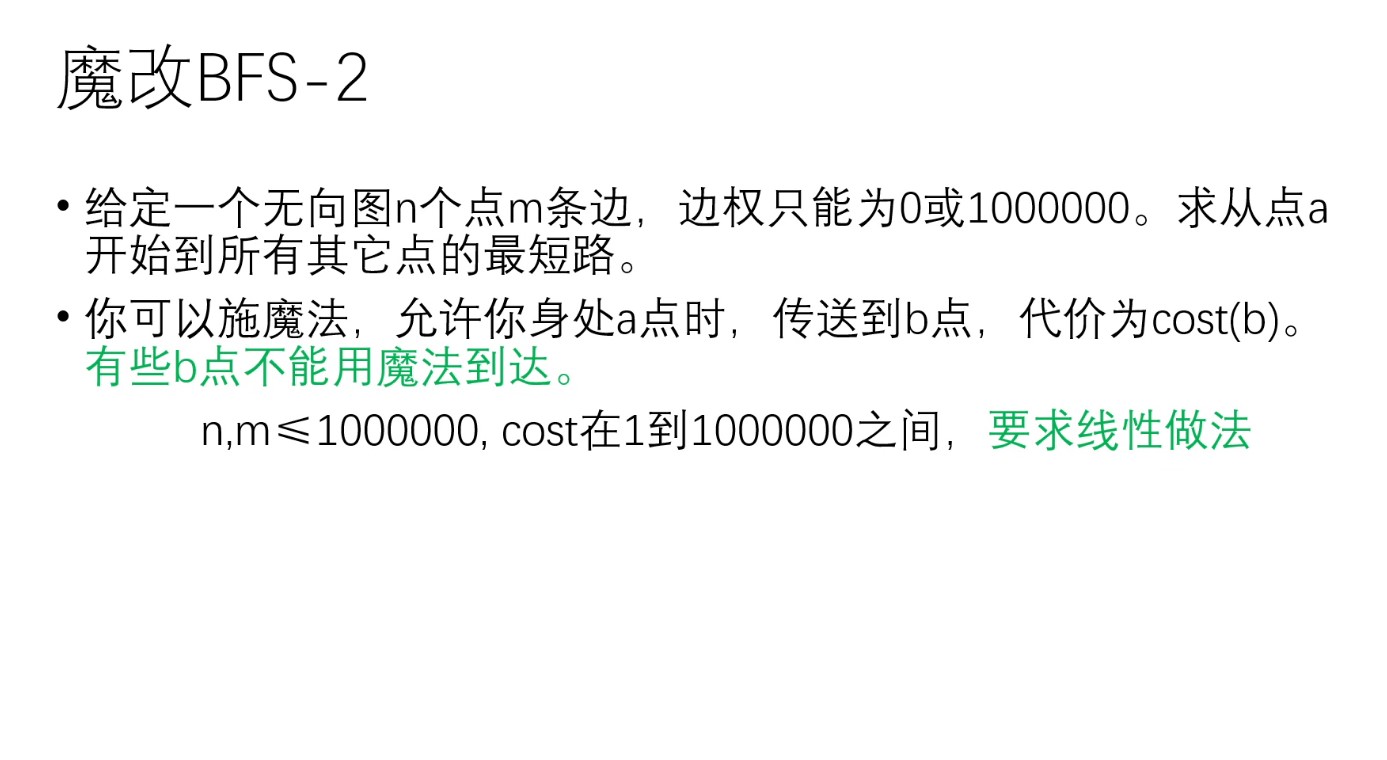 魔改BFS-2
• 给定一个无向图n个点m条边，边权只能为0或1000000。求从点a
开始到所有其它点的最短路。
• 你可以施魔法，允许你身处a点时，传送到b点，代价为cost(b)。
有些b点不能用魔法到达。
n,m≤1000000, cost在1到1000000之间，要求线性做法